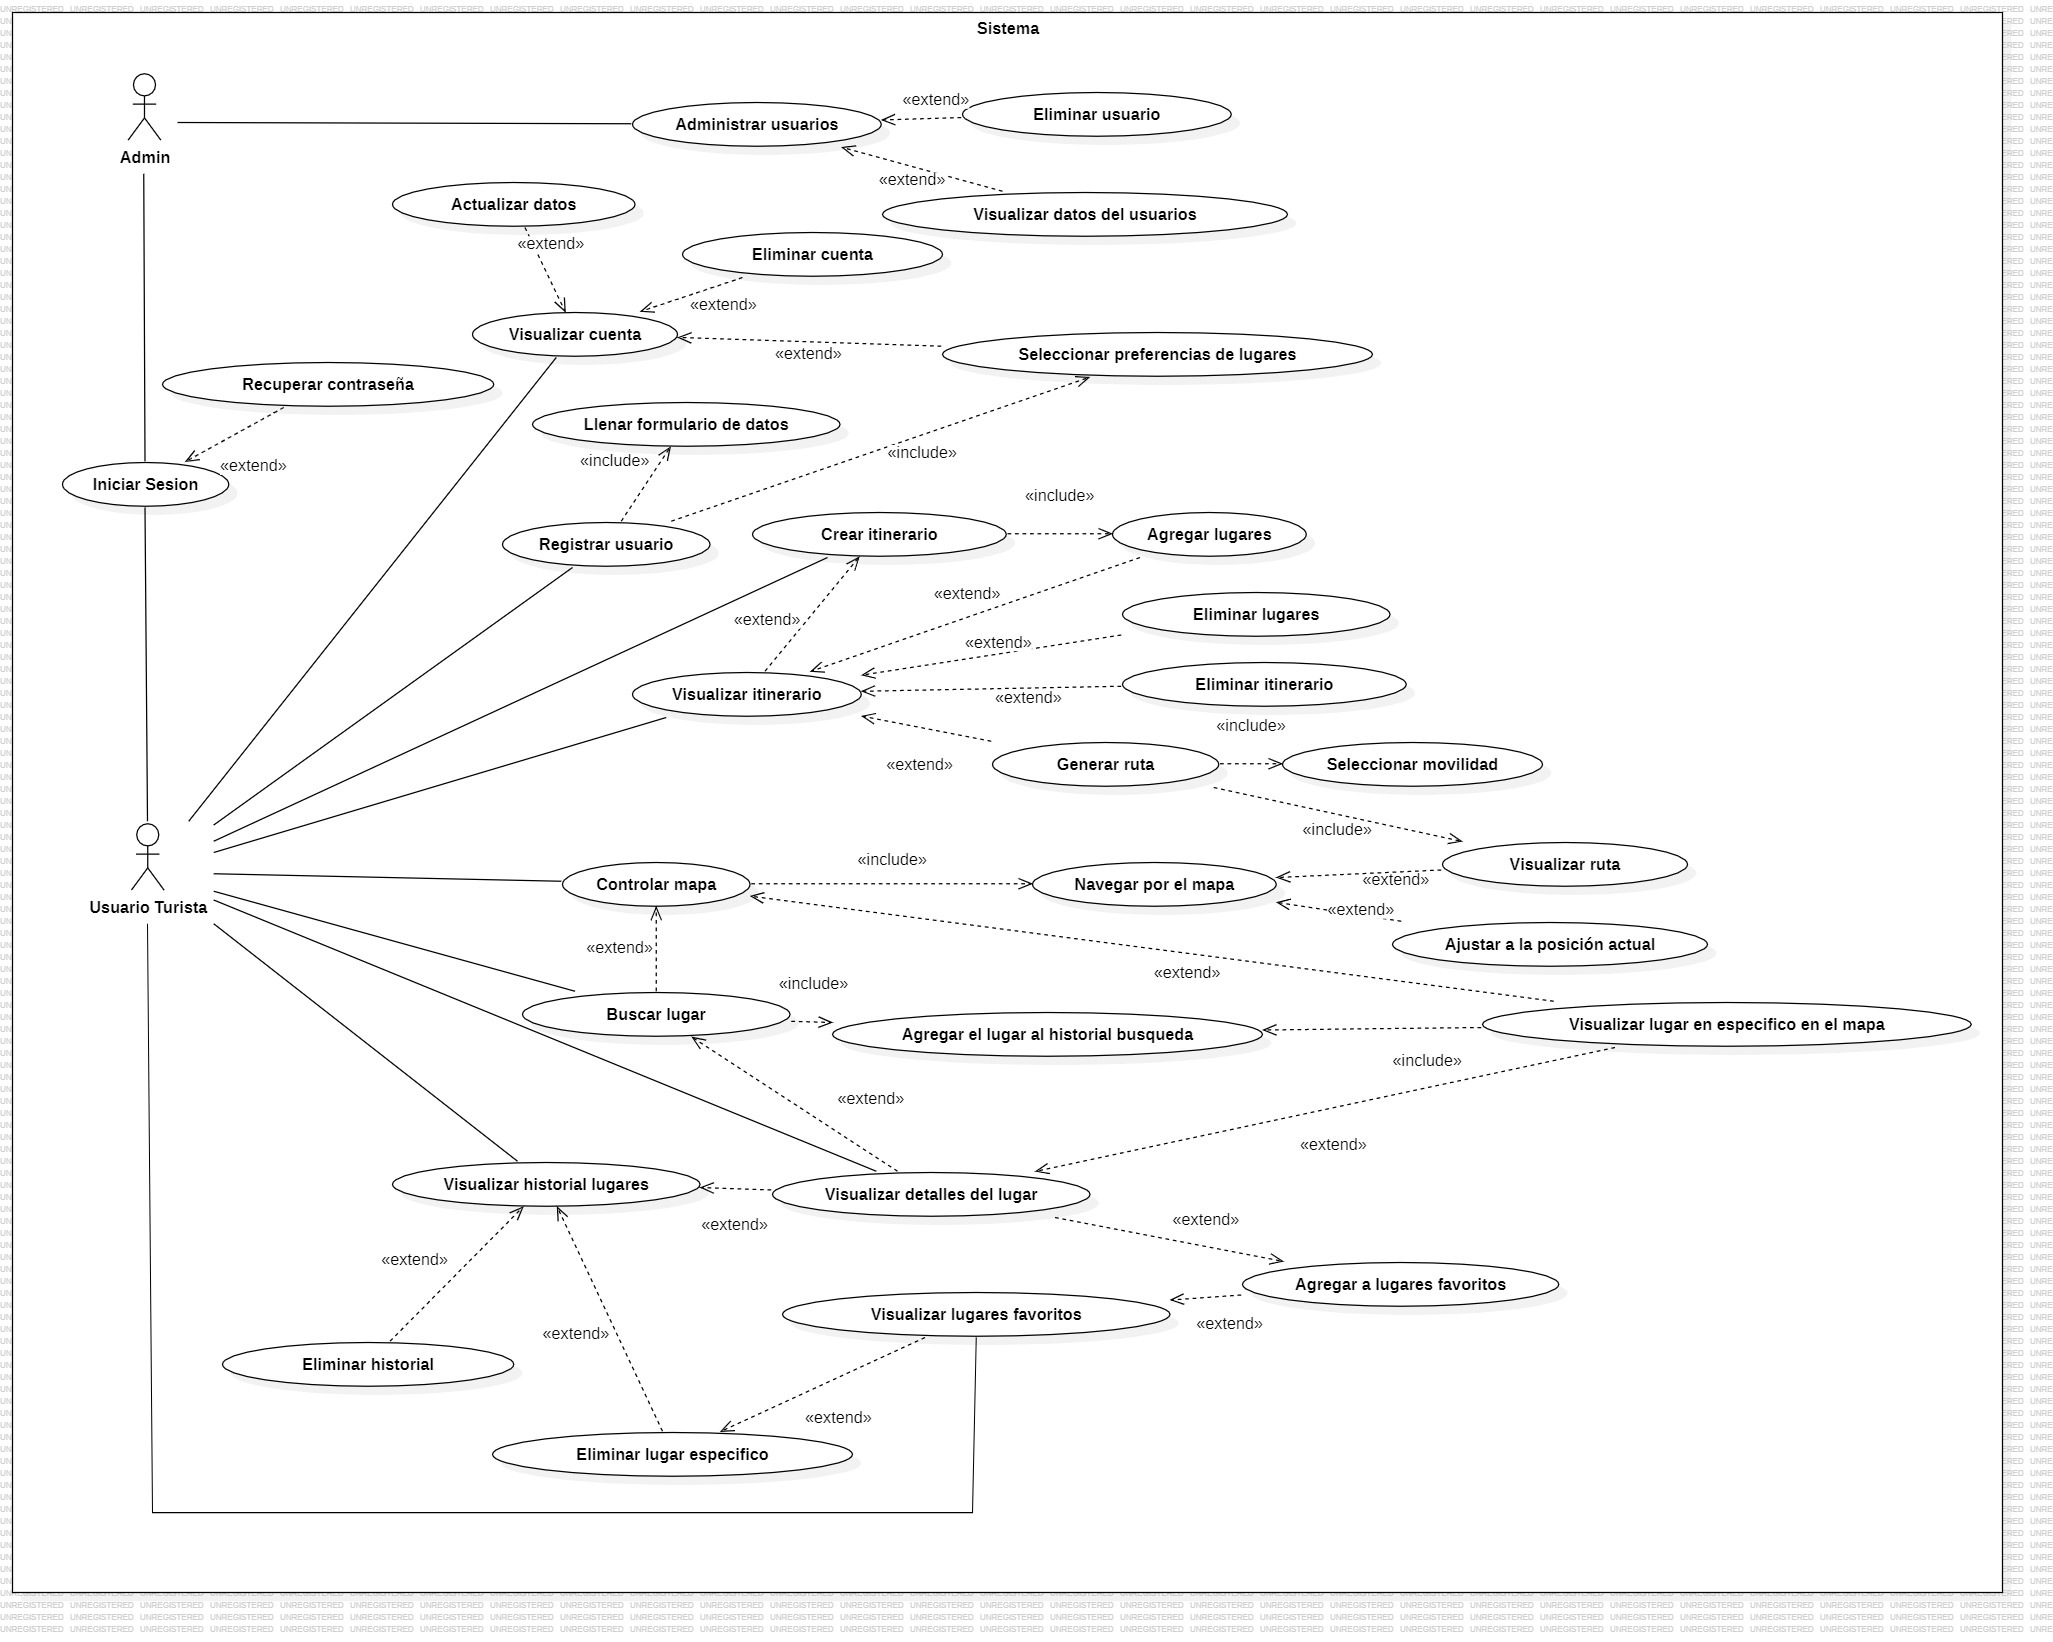 Sistema
«extend»
Eliminar usuario
Administrar usuarios
Admin
«extend»
Actualizar datos
Visualizar datos del usuarios
«extend»
Eliminar cuenta
«extend»
Visualizar cuenta
«extend»
Seleccionar preferencias de lugares
Recuperar contraseña
Llenar formulario de datos
«include»
«include»
«extend»
Iniciar Sesion
«include»
Registrar usuario
Crear itinerario
Agregar lugares
«extend»
«extend»
Eliminar lugares
«extend»
Visualizar itinerario
Eliminar itinerario
«extend»
«include»
«extend»
Generar ruta
Seleccionar movilidad
«include»
«include»
Visualizar ruta
Controlar mapa
Navegar por el mapa
«extend»
Usuario Turista
«extend»
«extend»
Ajustar a la posición actual
«extend»
«include»
Buscar lugar
Agregar el lugar al historial busqueda
Visualizar lugar en especifico en el mapa
«include»
«extend»
«extend»
Visualizar historial lugares
Visualizar detalles del lugar
«extend»
«extend»
«extend»
Agregar a lugares favoritos
Visualizar lugares favoritos
«extend»
«extend»
Eliminar historial
«extend»
Eliminar lugar especifico
UNREGISTERED